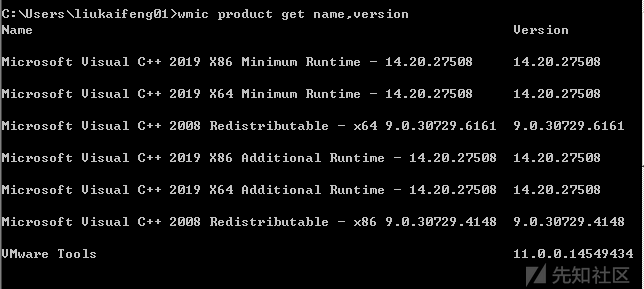 C:\Users\liukaifeng01>wmic product get name,version
Name Version
Microsoft Visual C++ 2019 X86 Minimum Runtime - 14.20.27508 14.20.27508
Microsoft Visual C++ 2019 X64 Minimum Runtime - 14.20.27508 14.20.27508
Microsoft Visual C++ 2008 Redistributable - x64 9.0.30729.6161 9.0.30729.6161
Microsoft Visual C++ 2019 X86 Additional Runtime - 14.20.27508 14.20.27508
Microsoft Visual C++ 2019 X64 Additional Runtime - 14.20.27508 14.20.27508
Microsoft Visual C++ 2008 Redistributable - x86 9.0.30729.4148 9.0.30729.4148
VMware Tools 11.0.0.14549434
先知社区